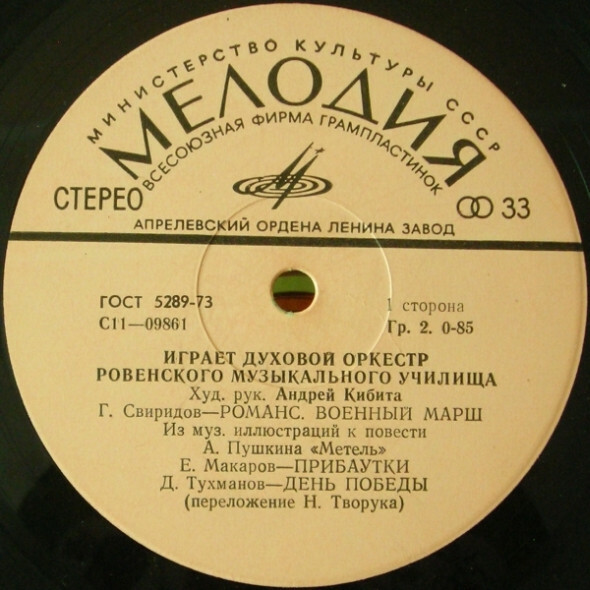 МИНИСТЕРСТВО КУЛЬТУРЫ СССР
МЕЛОДИЯ
ВСЕСОЮЗНАЯ ФИРМА ГРАМПЛАСТИНОК
СТЕРЕО
33
АПРЕЛЕВСКИЙ ОРДЕНА ЛЕНИНА ЗАВОД
ГОСТ 5289-73
1 сторона
С11—09861
Гр. 2. 0-85
ИГРАЕТ ДУХОВОЙ ОРКЕСТР
РОВЕНСКОГО МУЗЫКАЛЬНОГО УЧИЛИЩА
Худ. рук. Андрей Кибита
Г. Свиридов—РОМАНС. ВОЕННЫЙ МАРШ
Из муз. иллюстраций к повести
А. Пушкина «Метель»
Е. Макаров—ПРИБАУТКИ
Д. Тухманов—ДЕНЬ ПОБЕДЫ
(переложение Н. Творука)